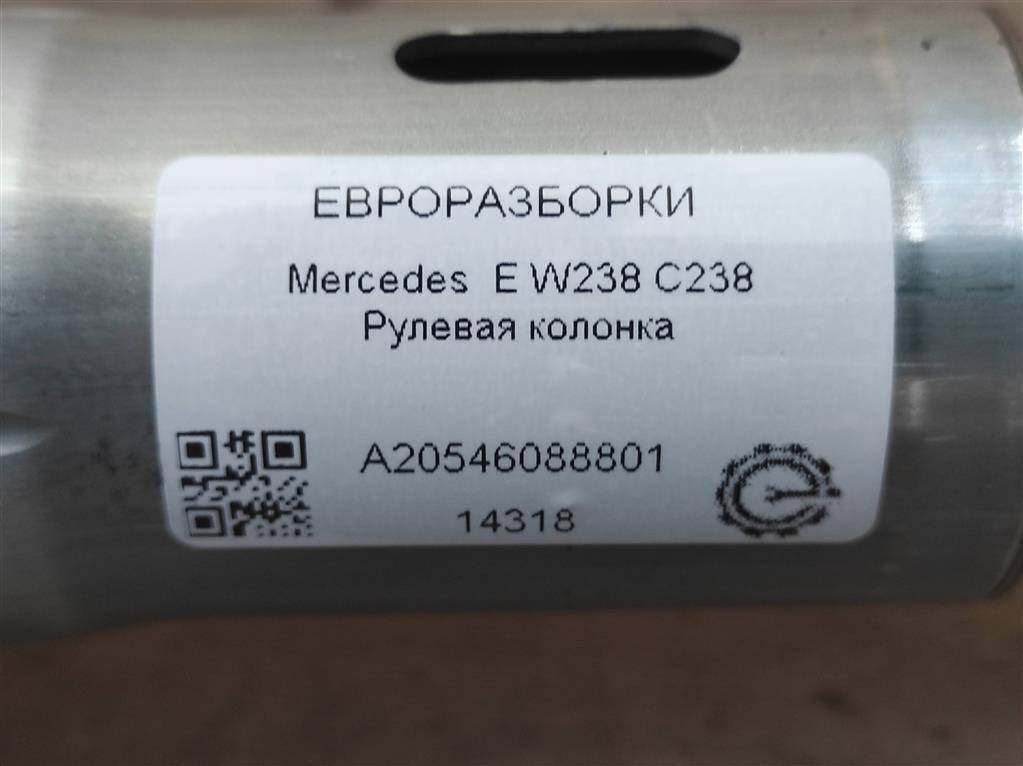 ЕВРОРАЗБОРКИ
Mercedes E W238 C238
Рулевая колонка
A20546088801
14318